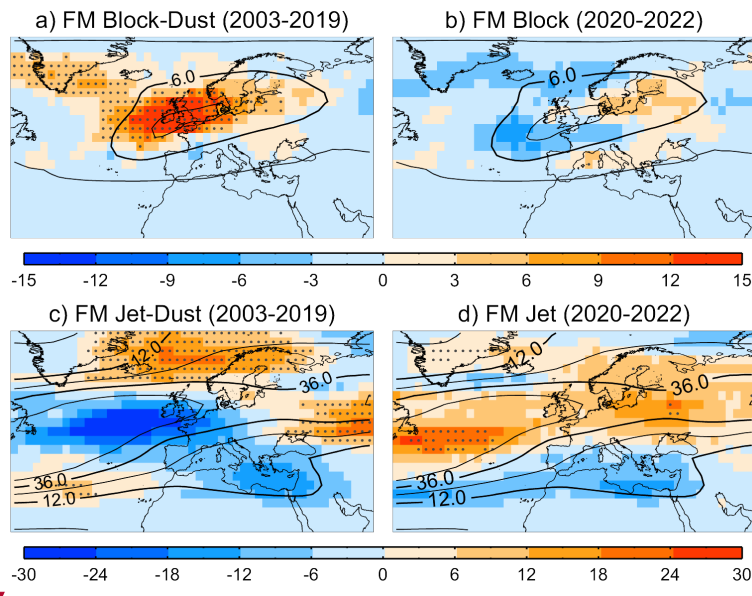 a) FM Block-Dust (2003-2019)
b) FM Block (2020-2022)
6.0
6.0
-15 -12 -9 -6 -3 0 3 6 9 12 15
c) FM Jet-Dust (2003-2019)
d) FM Jet (2020-2022)
12.0
36.0
36.0
12.0
12.0
36.0
36.0
12.0
-30 -24 -18 -12 -6 0 6 12 18 24 30